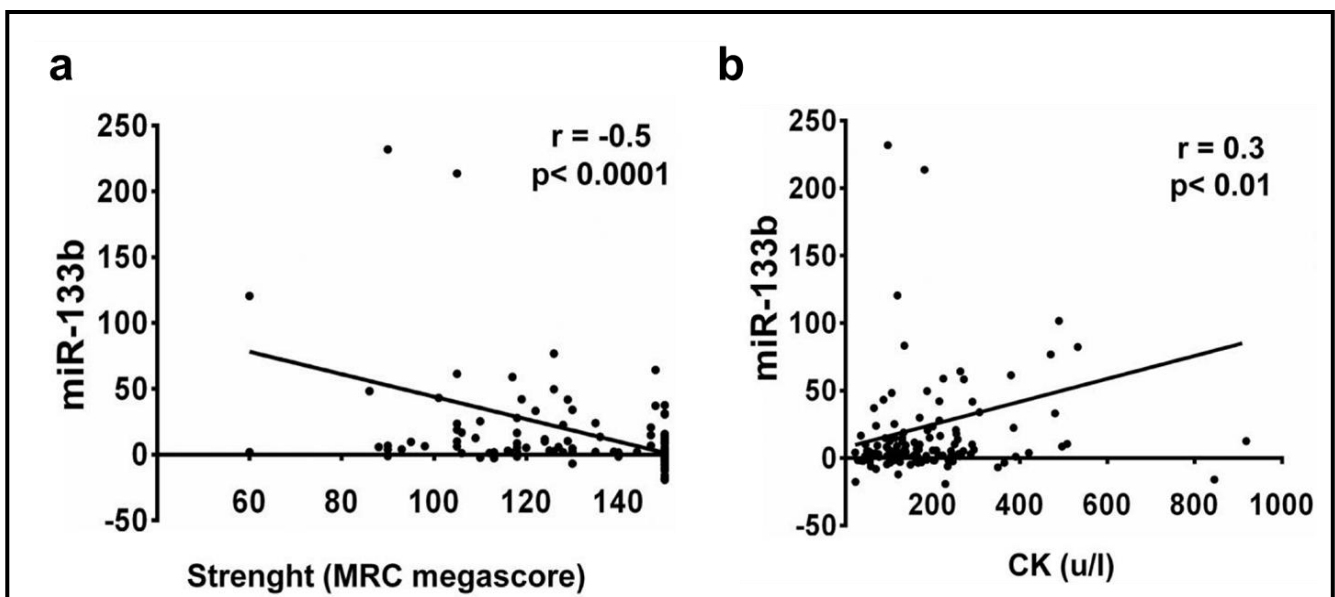 a
250
200
150
100
50
0
-50
miR-133b
r = -0.5
p< 0.0001
60 80 100 120 140
Strenght (MRC megascore)
b
250
200
150
100
50
0
-50
miR-133b
r = 0.3
p< 0.01
200 400 600 800 1000
CK (u/l)